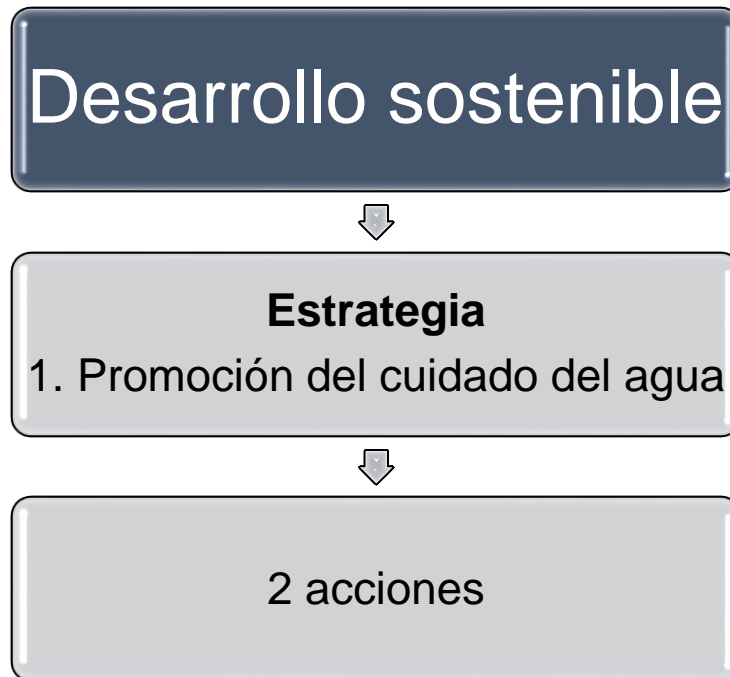 Desarrollo sostenible
Estrategia
1. Promoción del cuidado del agua
2 acciones